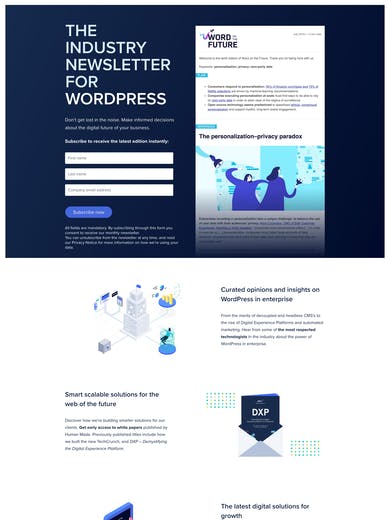 THE
INDUSTRY
NEWSLETTER
FOR
WORDPRESS
Don't get lost in the noise. Make informed decisions
about the digital future of your business.
Subscribe to receive the latest edition instantly:
First name
Last name
Company email address
Subscribe now
All fields are mandatory. By subscribing through this form you
consent to receive our monthly newsletter.
You can unsubscribe from the newsletter at any time, and read
our Privacy Notice for more information on how we're using your
data.
WORD
FUTURE
The personalization-privacy paradox
Curated opinions and insights on
WordPress in enterprise
From the merits of decoupled and headless CMS's to
the rise of Digital Experience Platforms and automated
marketing. Hear from some of the most respected
technologists in the industry about the power of
WordPress in enterprise.
Smart scalable solutions for the
web of the future
Discover how we're building smarter solutions for our
clients. Get early access to white papers published by
Human Made. Previously published titles include how
we built the new TechCrunch, and DXP – Demystifying
the Digital Experience Platform.
DXP
The latest digital solutions for
growth